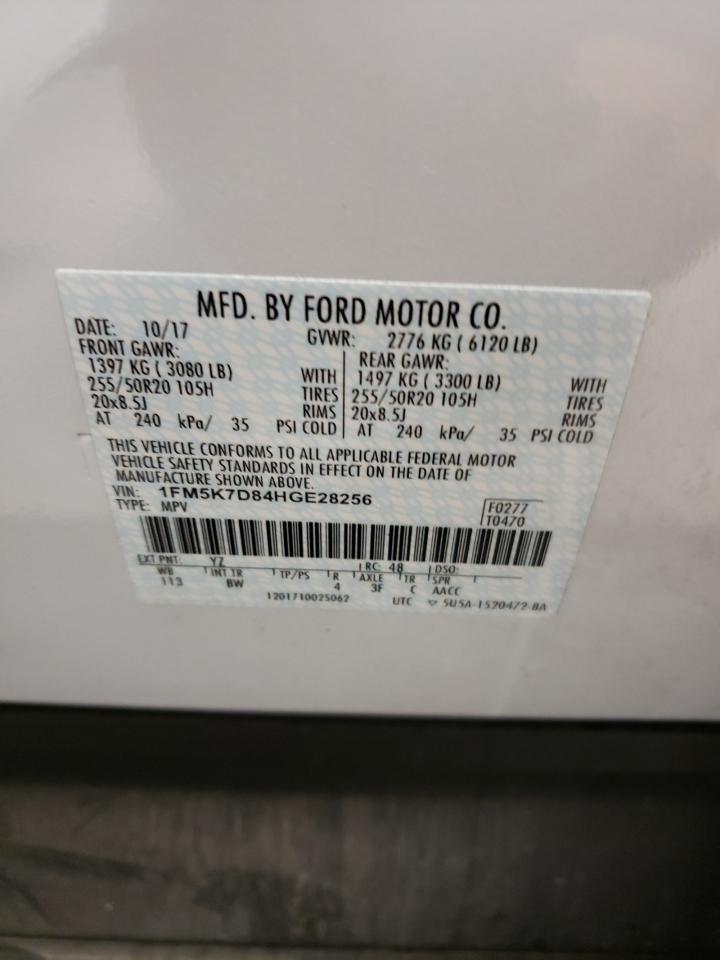 MFD. BY FORD MOTOR CO.
DATE: 10/17 GVWR: 2776 KG ( 6120 LB)
FRONT GAWR: REAR GAWR:
1397 KG ( 3080 LB) WITH 1497 KG ( 3300 LB) WITH
255/50R20 105H TIRES 255/50R20 105H TIRES
20x8.5J RIMS 20x8.5J RIMS
AT 240 kPa/ 35 PSI COLD AT 240 kPa/ 35 PSI COLD
THIS VEHICLE CONFORMS TO ALL APPLICABLE FEDERAL MOTOR
VEHICLE SAFETY STANDARDS IN EFFECT ON THE DATE OF
MANUFACTURE SHOWN ABOVE.
VIN: 1FM5K7D84HGE28256 F0277
TYPE: MPV T0470
EXT PNT: YZ RC: 48 DSO:
WB INT TR TP/PS R AXLE TR SPR
113 BW 4 3F C AACC
1201710025062 UTC ▽ 5U5A-1520472-BA